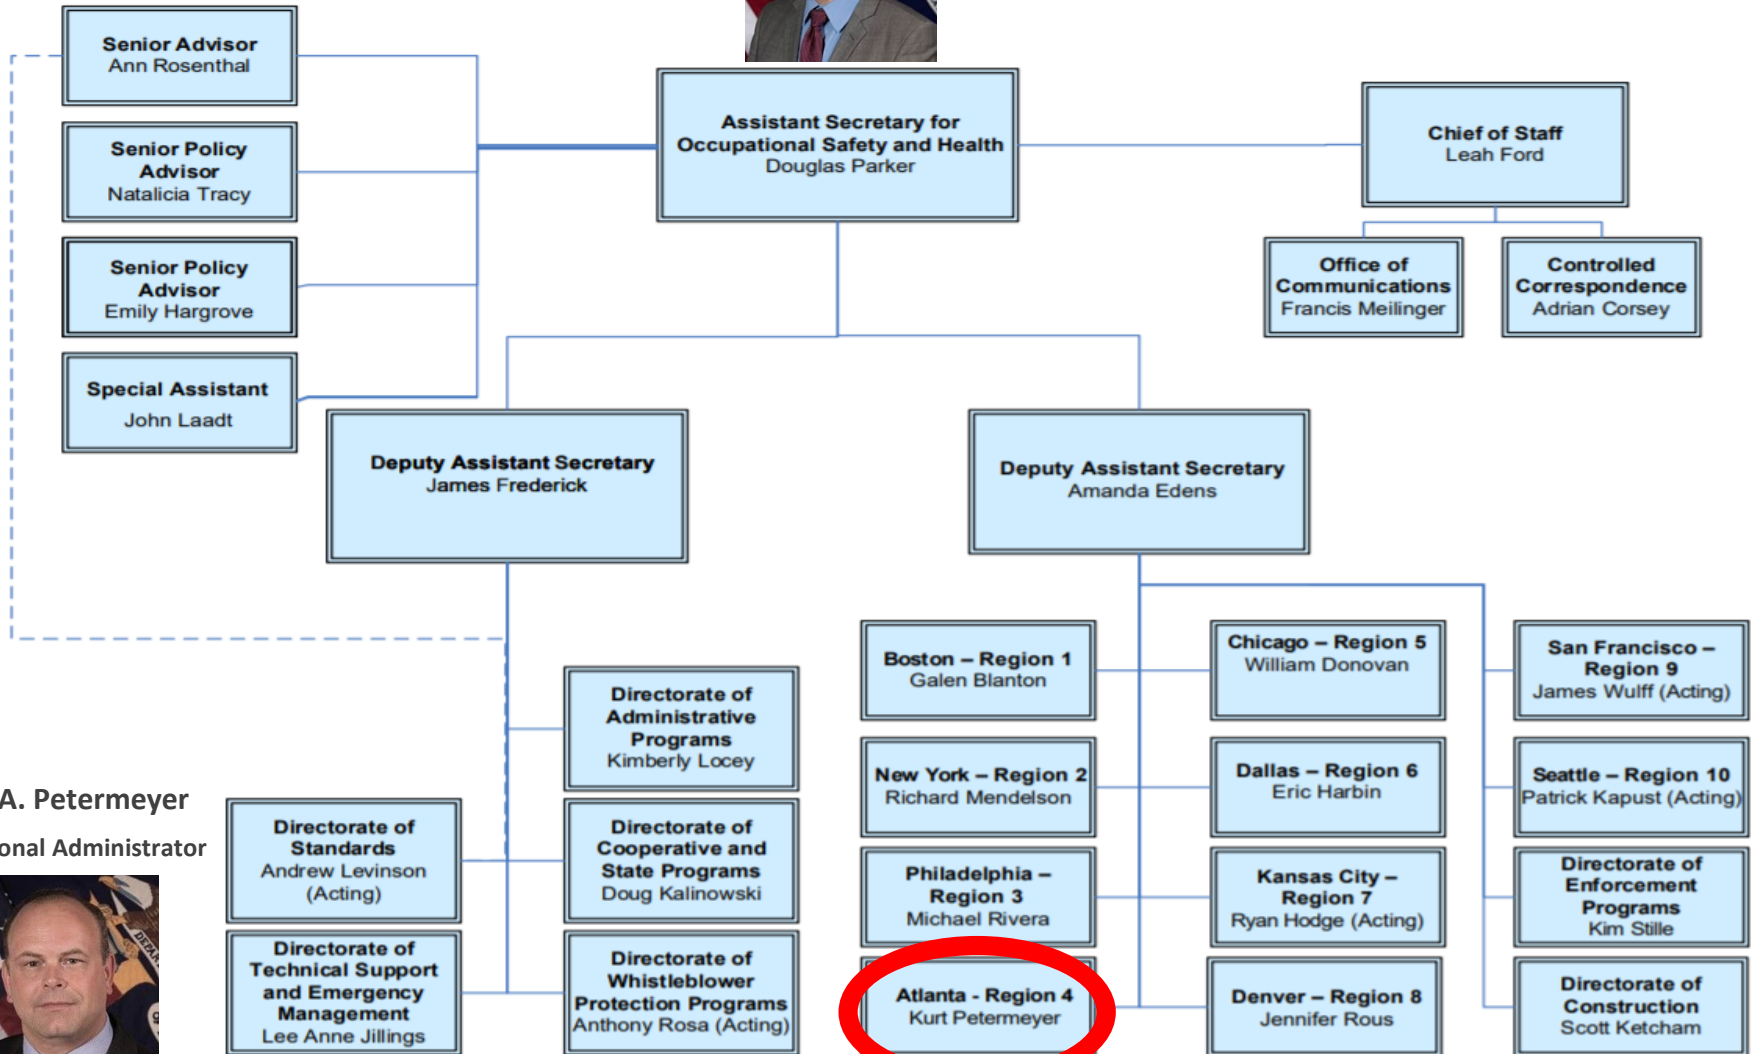 Senior Advisor
Ann Rosenthal
Senior Policy
Advisor
Natalicia Tracy
Senior Policy
Advisor
Emily Hargrove
Special Assistant
John Laadt
Assistant Secretary for
Occupational Safety and Health
Douglas Parker
Chief of Staff
Leah Ford
Office of
Communications
Francis Meilinger
Controlled
Correspondence
Adrian Corsey
Deputy Assistant Secretary
James Frederick
Deputy Assistant Secretary
Amanda Edens
Directorate of
Administrative
Programs
Kimberly Locey
Directorate of
Standards
Andrew Levinson
(Acting)
Directorate of
Cooperative and
State Programs
Doug Kalinowski
Directorate of
Technical Support
and Emergency
Management
Lee Anne Jillings
Directorate of
Whistleblower
Protection Programs
Anthony Rosa (Acting)
Boston – Region 1
Galen Blanton
New York – Region 2
Richard Mendelson
Philadelphia –
Region 3
Michael Rivera
Atlanta - Region 4
Kurt Petermeyer
Chicago – Region 5
William Donovan
Dallas – Region 6
Eric Harbin
Kansas City –
Region 7
Ryan Hodge (Acting)
Denver – Region 8
Jennifer Rous
San Francisco –
Region 9
James Wulff (Acting)
Seattle – Region 10
Patrick Kapust (Acting)
Directorate of
Enforcement
Programs
Kim Stille
Directorate of
Construction
Scott Ketcham
A. Petermeyer
onal Administrator